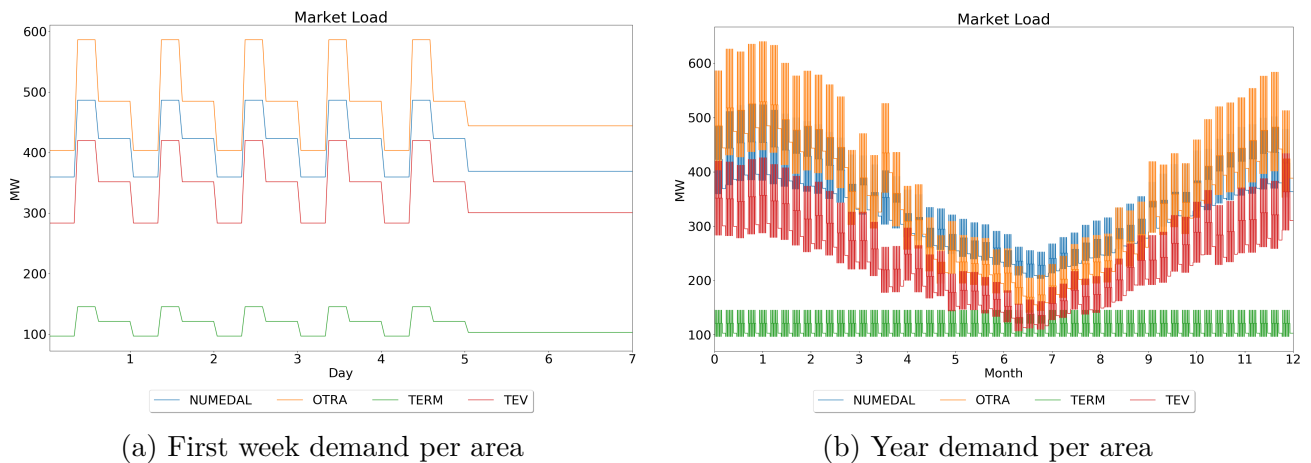 Market Load
600
500
400
300
200
100
MW
1 2 3 4 5 6 7
Day
NUMEDAL OTRA TERM TEV
(a) First week demand per area
Market Load
600
500
400
300
200
100
MW
0 1 2 3 4 5 6 7 8 9 10 11 12
Month
NUMEDAL OTRA TERM TEV
(b) Year demand per area